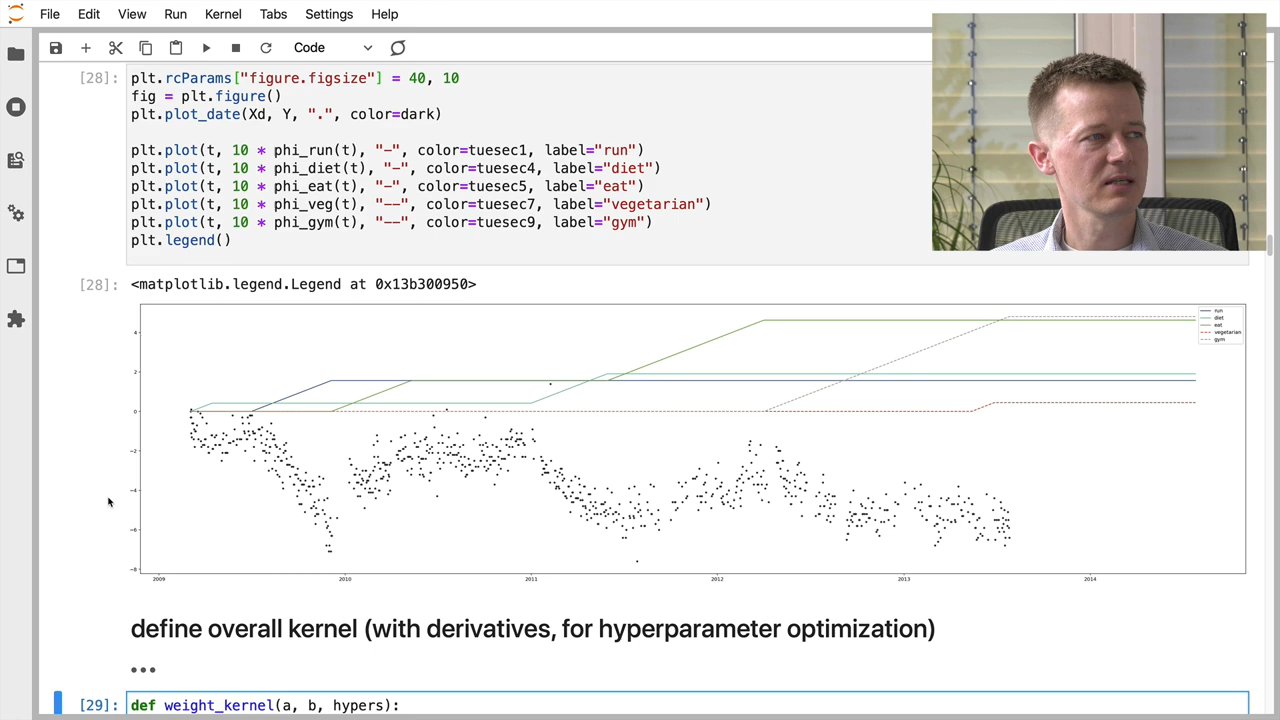 File Edit View Run Kernel Tabs Settings Help
Code
[28]:
plt.rcParams["figure.figsize"] = 40, 10
fig = plt.figure()
plt.plot_date(Xd, Y, ".", color=dark)
plt.plot(t, 10 * phi_run(t), "-", color=tuesec1, label="run")
plt.plot(t, 10 * phi_diet(t), "-", color=tuesec4, label="diet")
plt.plot(t, 10 * phi_eat(t), "-", color=tuesec5, label="eat")
plt.plot(t, 10 * phi_veg(t), "--", color=tuesec7, label="vegetarian")
plt.plot(t, 10 * phi_gym(t), "--", color=tuesec9, label="gym")
plt.legend()
[28]:
<matplotlib.legend.Legend at 0x13b300950>
run
diet
eat
vegetarian
gym
4
2
0
−2
−4
−6
−8
2009 2010 2011 2012 2013 2014
define overall kernel (with derivatives, for hyperparameter optimization)
[29]:
def weight_kernel(a, b, hypers):